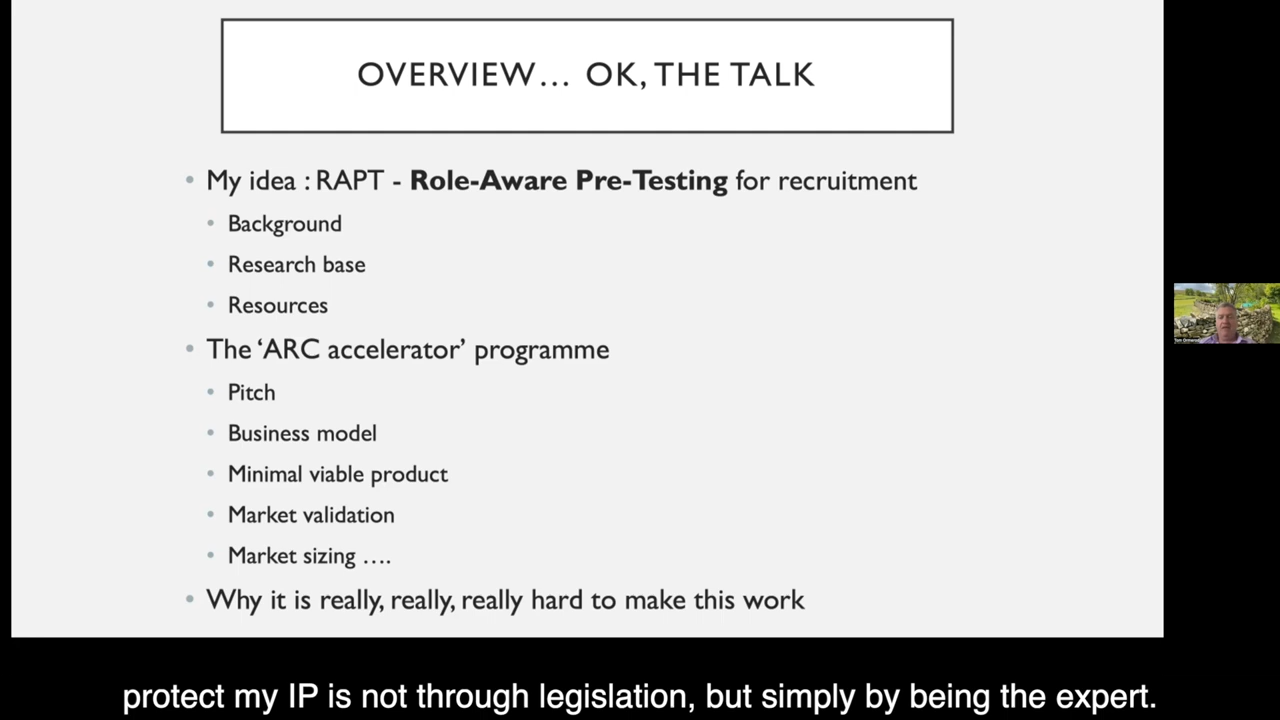 OVERVIEW... OK, THE TALK
• My idea : RAPT - Role-Aware Pre-Testing for recruitment
• Background
• Research base
• Resources
• The ‘ARC accelerator’ programme
• Pitch
• Business model
• Minimal viable product
• Market validation
• Market sizing ....
• Why it is really, really, really hard to make this work
protect my IP is not through legislation, but simply by being the expert.